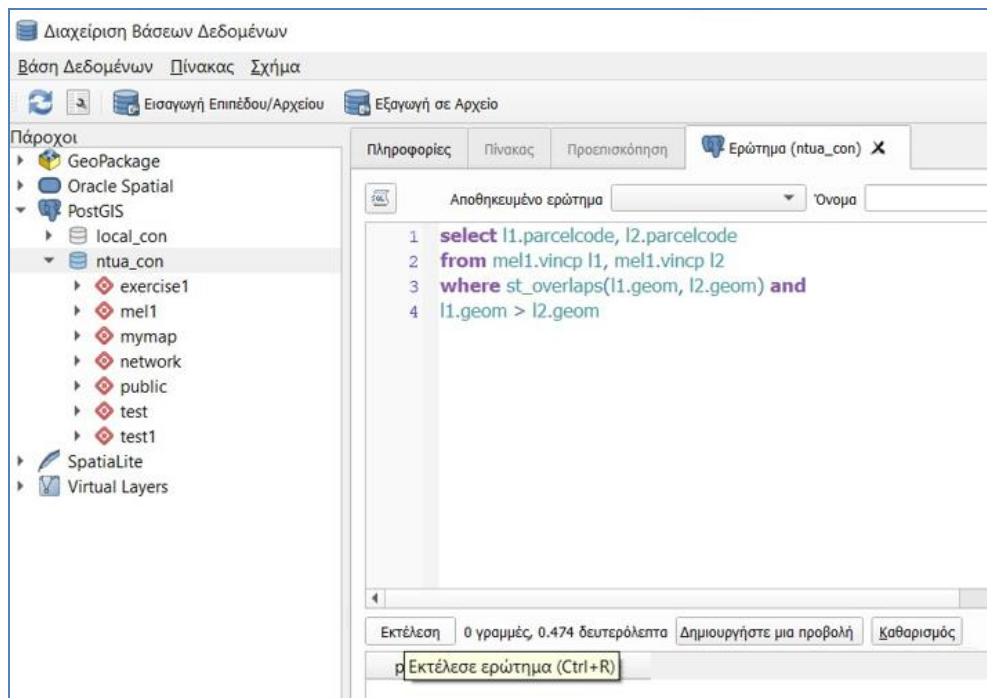 Διαχείριση Βάσεων Δεδομένων
Βάση Δεδομένων Πίνακας Σχήμα
Εισαγωγή Επιπέδου/Αρχείου Εξαγωγή σε Αρχείο
Πάροχοι
GeoPackage
Oracle Spatial
PostGIS
local_con
ntua_con
exercise1
mel1
mymap
network
public
test
test1
SpatiaLite
Virtual Layers
Πληροφορίες Πίνακας Προεπισκόπηση Ερώτημα (ntua_con) X
Αποθηκευμένο ερώτημα Όνομα
1 select l1.parcelcode, l2.parcelcode
2 from mel1.vincp l1, mel1.vincp l2
3 where st_overlaps(l1.geom, l2.geom) and
4 l1.geom > l2.geom
Εκτέλεση 0 γραμμές, 0.474 δευτερόλεπτα Δημιουργήστε μια προβολή Καθαρισμός
Εκτέλεσε ερώτημα (Ctrl+R)